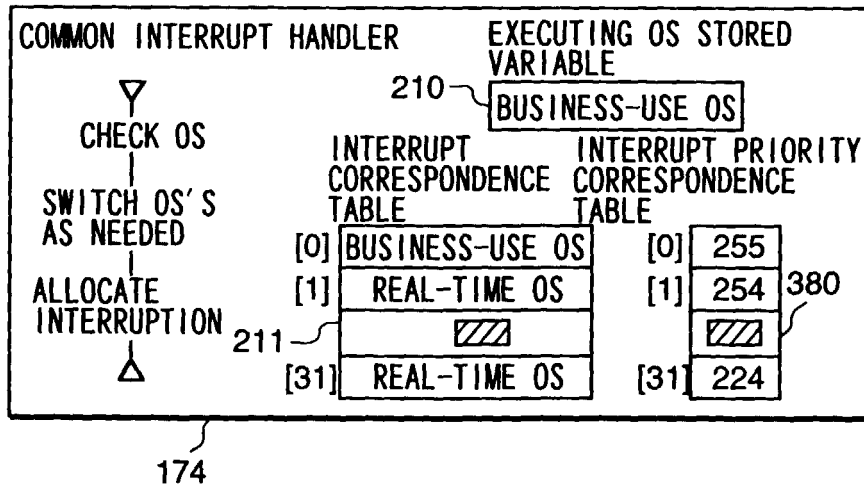 COMMON INTERRUPT HANDLER
EXECUTING OS STORED
VARIABLE
210
BUSINESS-USE OS
CHECK OS
SWITCH OS'S
AS NEEDED
ALLOCATE
INTERRUPTION
INTERRUPT
CORRESPONDENCE
TABLE
[0] BUSINESS-USE OS
[1] REAL-TIME OS
211
[31] REAL-TIME OS
INTERRUPT PRIORITY
CORRESPONDENCE
TABLE
[0] 255
[1] 254
380
[31] 224
174